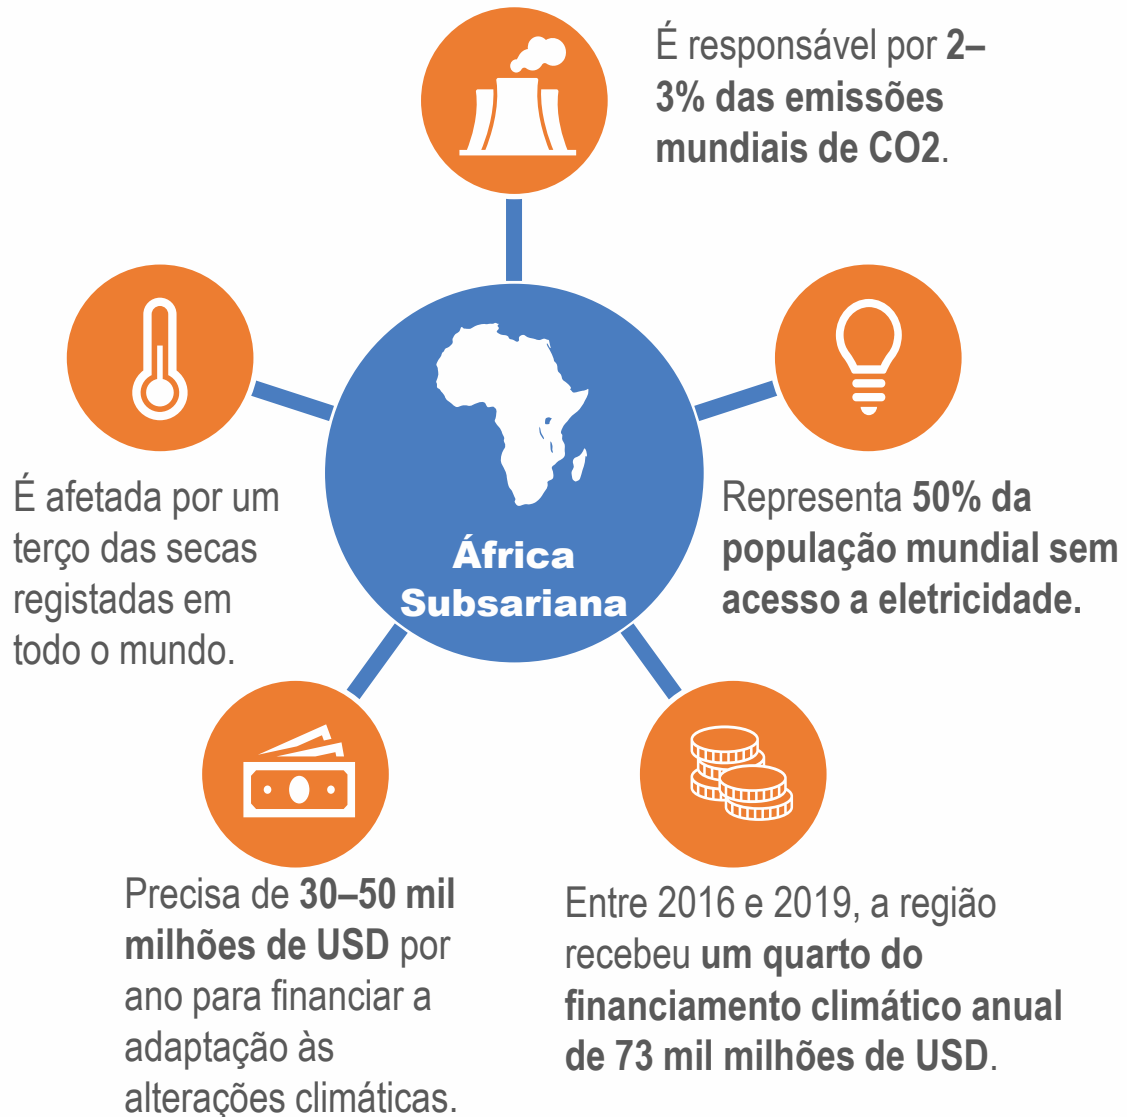 É responsável por 2–
3% das emissões
mundiais de CO2.
É afetada por um
terço das secas
registadas em
todo o mundo.
África
Subsariana
Representa 50% da
população mundial sem
acesso a eletricidade.
Precisa de 30–50 mil
milhões de USD por
ano para financiar a
adaptação às
alterações climáticas.
Entre 2016 e 2019, a região
recebeu um quarto do
financiamento climático anual
de 73 mil milhões de USD.